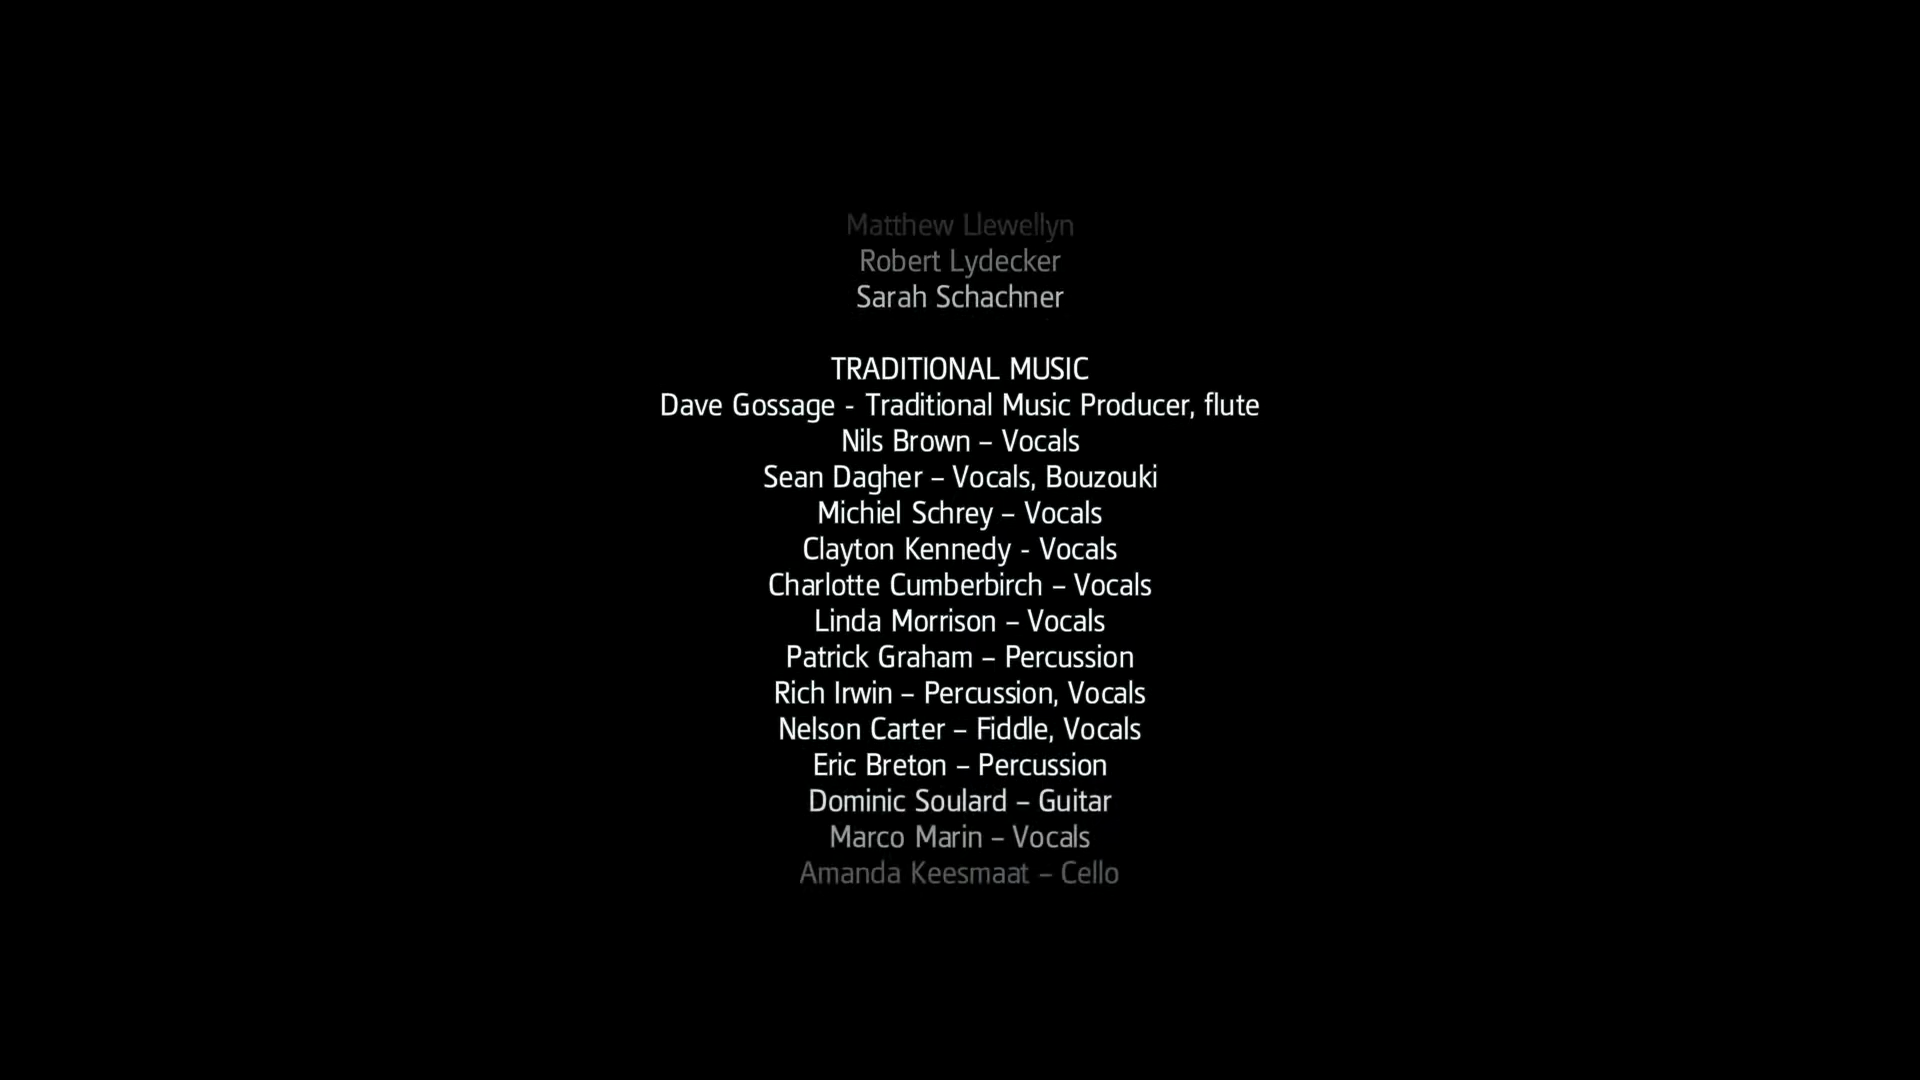 Matthew Llewellyn
Robert Lydecker
Sarah Schachner
TRADITIONAL MUSIC
Dave Gossage - Traditional Music Producer, flute
Nils Brown – Vocals
Sean Dagher – Vocals, Bouzouki
Michiel Schrey – Vocals
Clayton Kennedy - Vocals
Charlotte Cumberbirch – Vocals
Linda Morrison – Vocals
Patrick Graham – Percussion
Rich Irwin – Percussion, Vocals
Nelson Carter – Fiddle, Vocals
Eric Breton – Percussion
Dominic Soulard – Guitar
Marco Marin – Vocals
Amanda Keesmaat – Cello